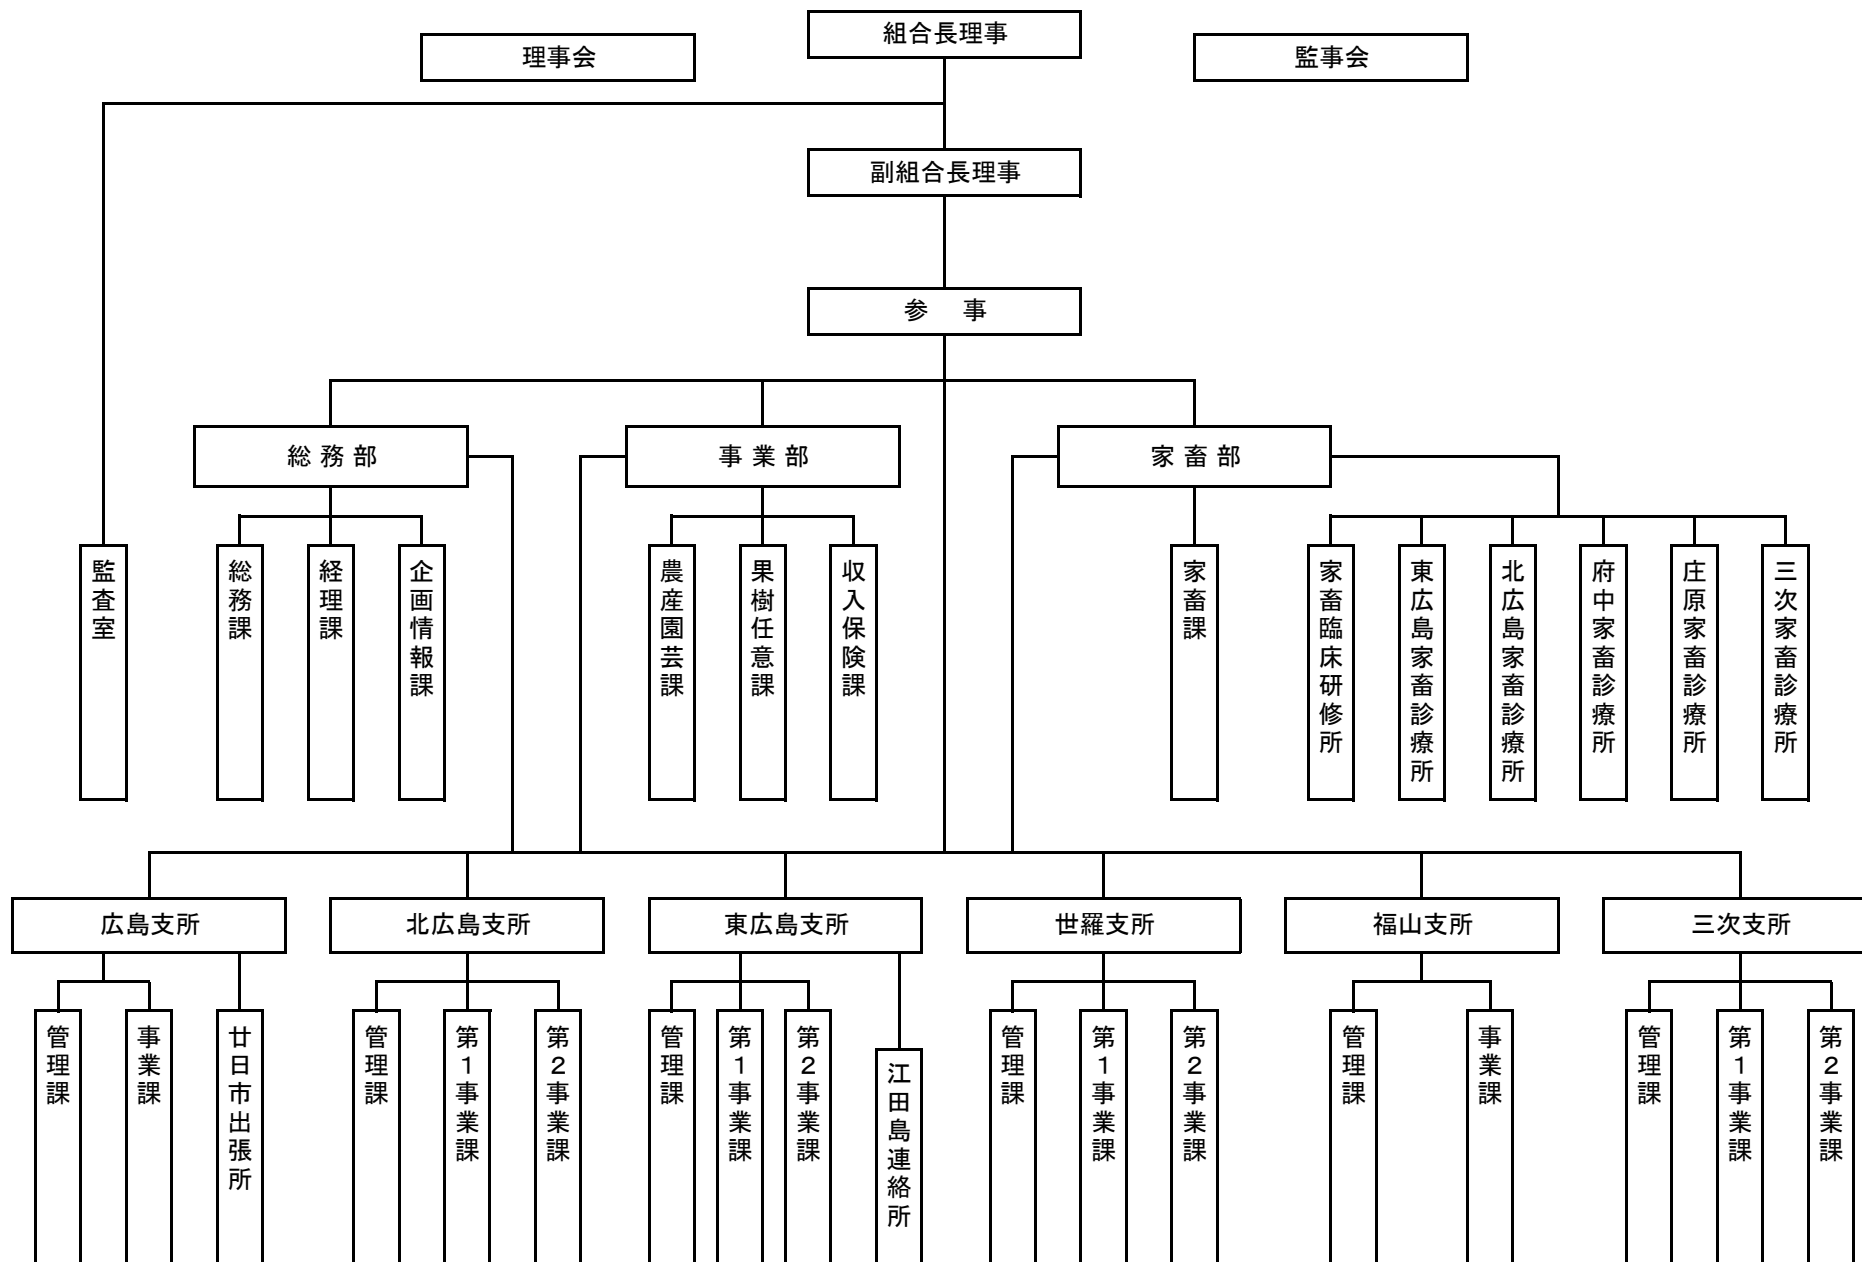 組合長理事
理事会
監事会
副組合長理事
参　事
総 務 部
事 業 部
家 畜 部
監査室
総務課
経理課
企画情報課
農産園芸課
果樹任意課
収入保険課
家畜課
家畜臨床研修所
東広島家畜診療所
北広島家畜診療所
府中家畜診療所
庄原家畜診療所
三次家畜診療所
広島支所
北広島支所
東広島支所
世羅支所
福山支所
三次支所
管理課
事業課
廿日市出張所
管理課
第1事業課
第2事業課
管理課
第1事業課
第2事業課
江田島連絡所
管理課
第1事業課
第2事業課
管理課
事業課
管理課
第1事業課
第2事業課